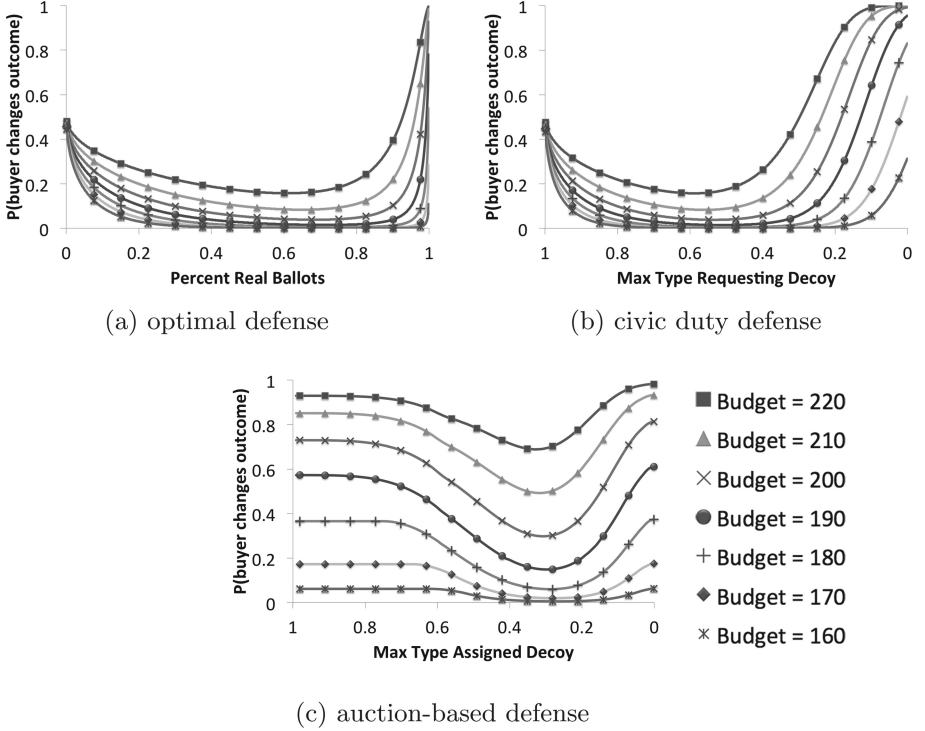 P(buyer changes outcome)
1
0.8
0.6
0.4
0.2
0
0 0.2 0.4 0.6 0.8 1
Percent Real Ballots
(a) optimal defense
P(buyer changes outcome)
1
0.8
0.6
0.4
0.2
0
1 0.8 0.6 0.4 0.2 0
Max Type Requesting Decoy
(b) civic duty defense
P(buyer changes outcome)
1
0.8
0.6
0.4
0.2
0
1 0.8 0.6 0.4 0.2 0
Max Type Assigned Decoy
(c) auction-based defense
Budget = 220
Budget = 210
Budget = 200
Budget = 190
Budget = 180
Budget = 170
Budget = 160